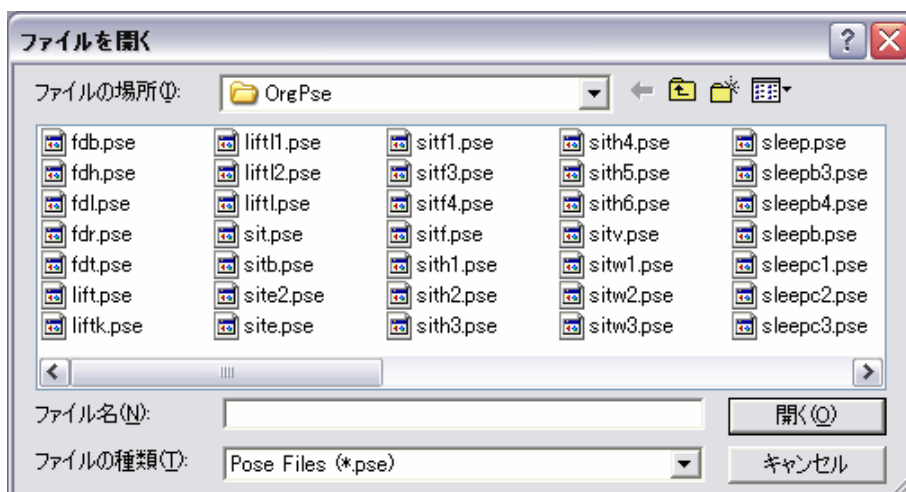 ファイルを開く
ファイルの場所(I): OrgPse
fdb.pse liftl1.pse sitf1.pse sith4.pse sleep.pse
fdh.pse liftl2.pse sitf3.pse sith5.pse sleepb3.pse
fdl.pse liftl.pse sitf4.pse sith6.pse sleepb4.pse
fdr.pse sit.pse sitf.pse sitv.pse sleepb.pse
fdt.pse sitb.pse sith1.pse sitw1.pse sleepc1.pse
lift.pse site2.pse sith2.pse sitw2.pse sleepc2.pse
liftk.pse site.pse sith3.pse sitw3.pse sleepc3.pse
ファイル名(N): 開く(O)
ファイルの種類(T): Pose Files (*.pse) キャンセル